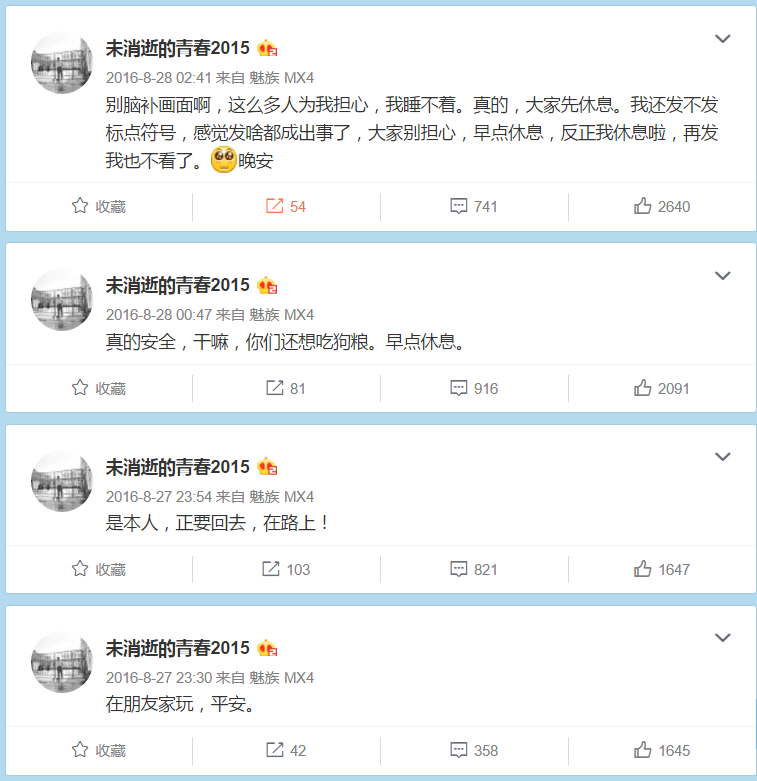 未消逝的青春2015
2016-8-28 02:41 来自 魅族 MX4
别脑补画面啊，这么多人为我担心，我睡不着。真的，大家先休息。我还发不发
标点符号，感觉发啥都成出事了，大家别担心，早点休息，反正我休息啦，再发
我也不看了。晚安
收藏 54 741 2640
未消逝的青春2015
2016-8-28 00:47 来自 魅族 MX4
真的安全，干嘛，你们还想吃狗粮。早点休息。
收藏 81 916 2091
未消逝的青春2015
2016-8-27 23:54 来自 魅族 MX4
是本人，正要回去，在路上！
收藏 103 821 1647
未消逝的青春2015
2016-8-27 23:30 来自 魅族 MX4
在朋友家玩，平安。
收藏 42 358 1645